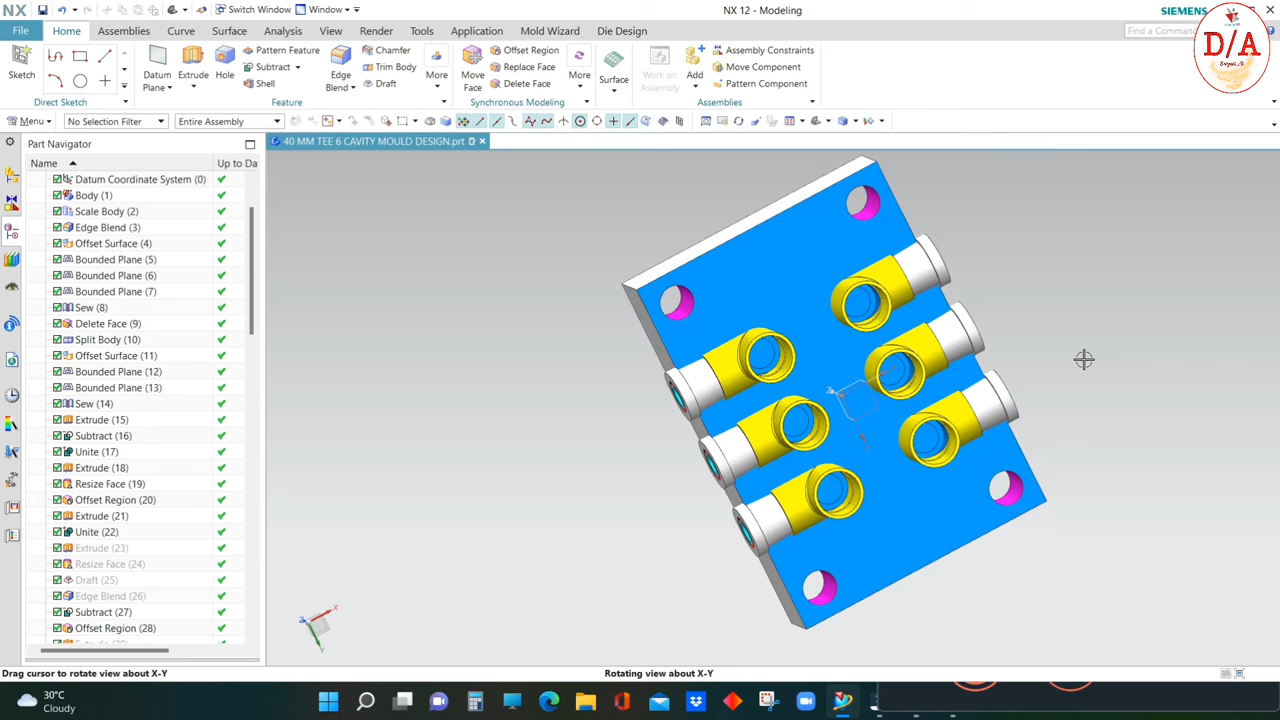 NX
Switch Window
Window
NX 12 - Modeling
SIEMENS
File
Home
Assemblies
Curve
Surface
Analysis
View
Render
Tools
Application
Mold Wizard
Die Design
Find a Command
Sketch
Direct Sketch
Datum Plane
Extrude
Hole
Pattern Feature
Subtract
Shell
Edge Blend
Chamfer
Trim Body
Draft
More
Feature
Move Face
Offset Region
Replace Face
Delete Face
More
Synchronous Modeling
Surface
Work on Assembly
Add
Assembly Constraints
Move Component
Pattern Component
Assemblies
D/A
Menu
No Selection Filter
Entire Assembly
Part Navigator
40 MM TEE 6 CAVITY MOULD DESIGN.prt
Name
Up to Da
Datum Coordinate System (0)
Body (1)
Scale Body (2)
Edge Blend (3)
Offset Surface (4)
Bounded Plane (5)
Bounded Plane (6)
Bounded Plane (7)
Sew (8)
Delete Face (9)
Split Body (10)
Offset Surface (11)
Bounded Plane (12)
Bounded Plane (13)
Sew (14)
Extrude (15)
Subtract (16)
Unite (17)
Extrude (18)
Resize Face (19)
Offset Region (20)
Extrude (21)
Unite (22)
Extrude (23)
Resize Face (24)
Draft (25)
Edge Blend (26)
Subtract (27)
Offset Region (28)
X
Y
Z
Drag cursor to rotate view about X-Y
Rotating view about X-Y
30°C
Cloudy